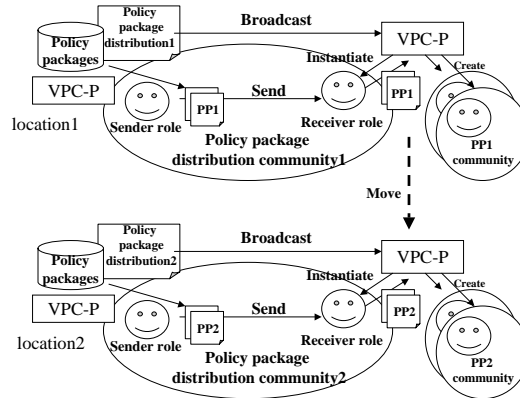 Policy
package
distribution1
Broadcast
Policy
packages
VPC-P
Instantiate
Create
VPC-P
PP1
Send
PP1
location1
Sender role
Receiver role
PP1
community
Policy package
distribution community1
Move
Policy
package
distribution2
Broadcast
Policy
packages
VPC-P
Instantiate
Create
VPC-P
PP2
Send
PP2
location2
Sender role
Receiver role
PP2
community
Policy package
distribution community2